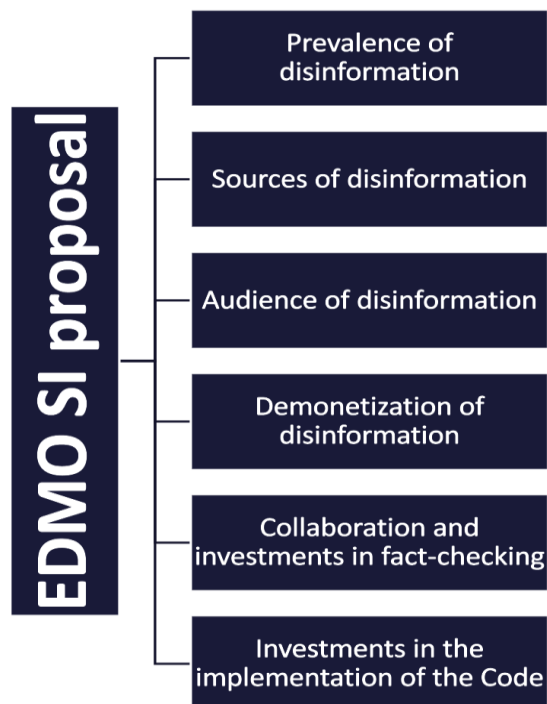 EDMO SI proposal
Prevalence of
disinformation
Sources of disinformation
Audience of disinformation
Demonetization of
disinformation
Collaboration and
investments in fact-checking
Investments in the
implementation of the Code